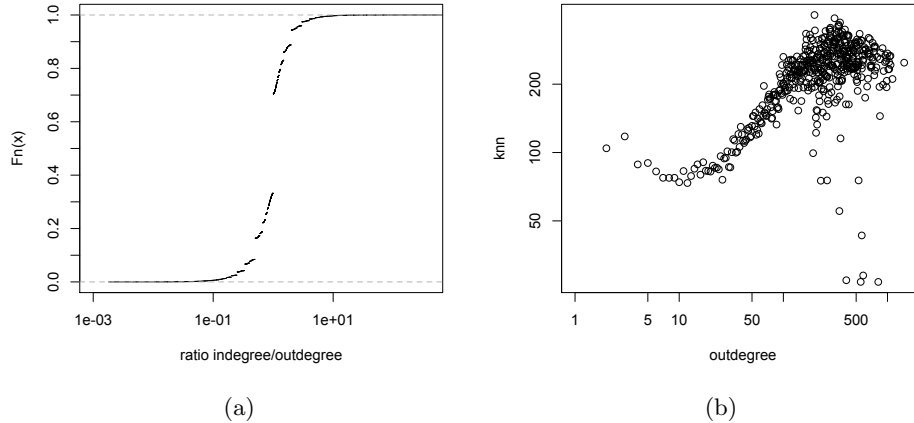 Fn(x)
1.0
0.8
0.6
0.4
0.2
0.0
1e-03 1e-01 1e+01
ratio indegree/outdegree
(a)
knn
200
100
50
1 5 10 50 500
outdegree
(b)